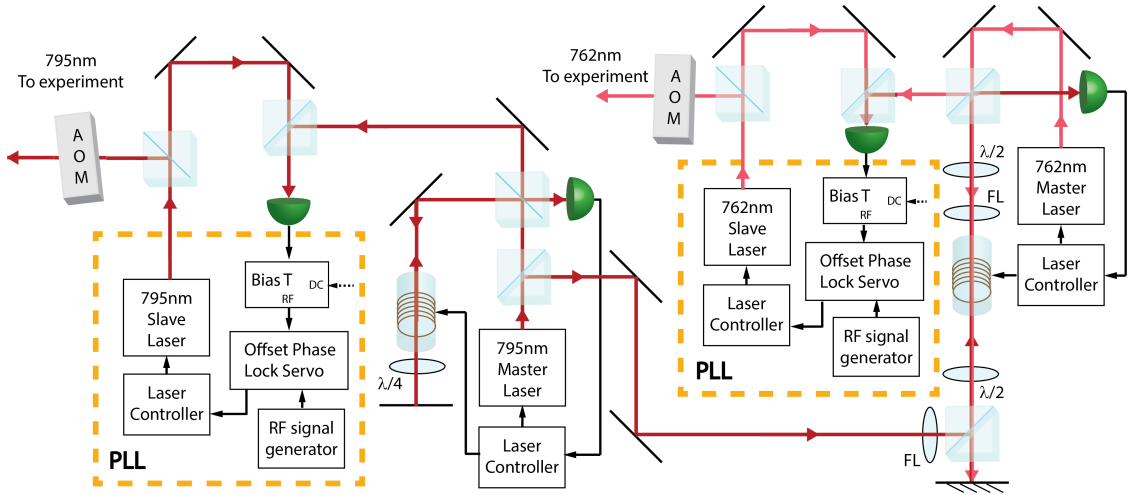 795nm
To experiment
A
O
M
795nm
Slave
Laser
Laser
Controller
Bias T
DC
RF
Offset Phase
Lock Servo
RF signal
generator
PLL
λ/4
795nm
Master
Laser
Laser
Controller
762nm
To experiment
A
O
M
762nm
Slave
Laser
Laser
Controller
Bias T
DC
RF
Offset Phase
Lock Servo
RF signal
generator
PLL
λ/2
FL
762nm
Master
Laser
Laser
Controller
λ/2
FL